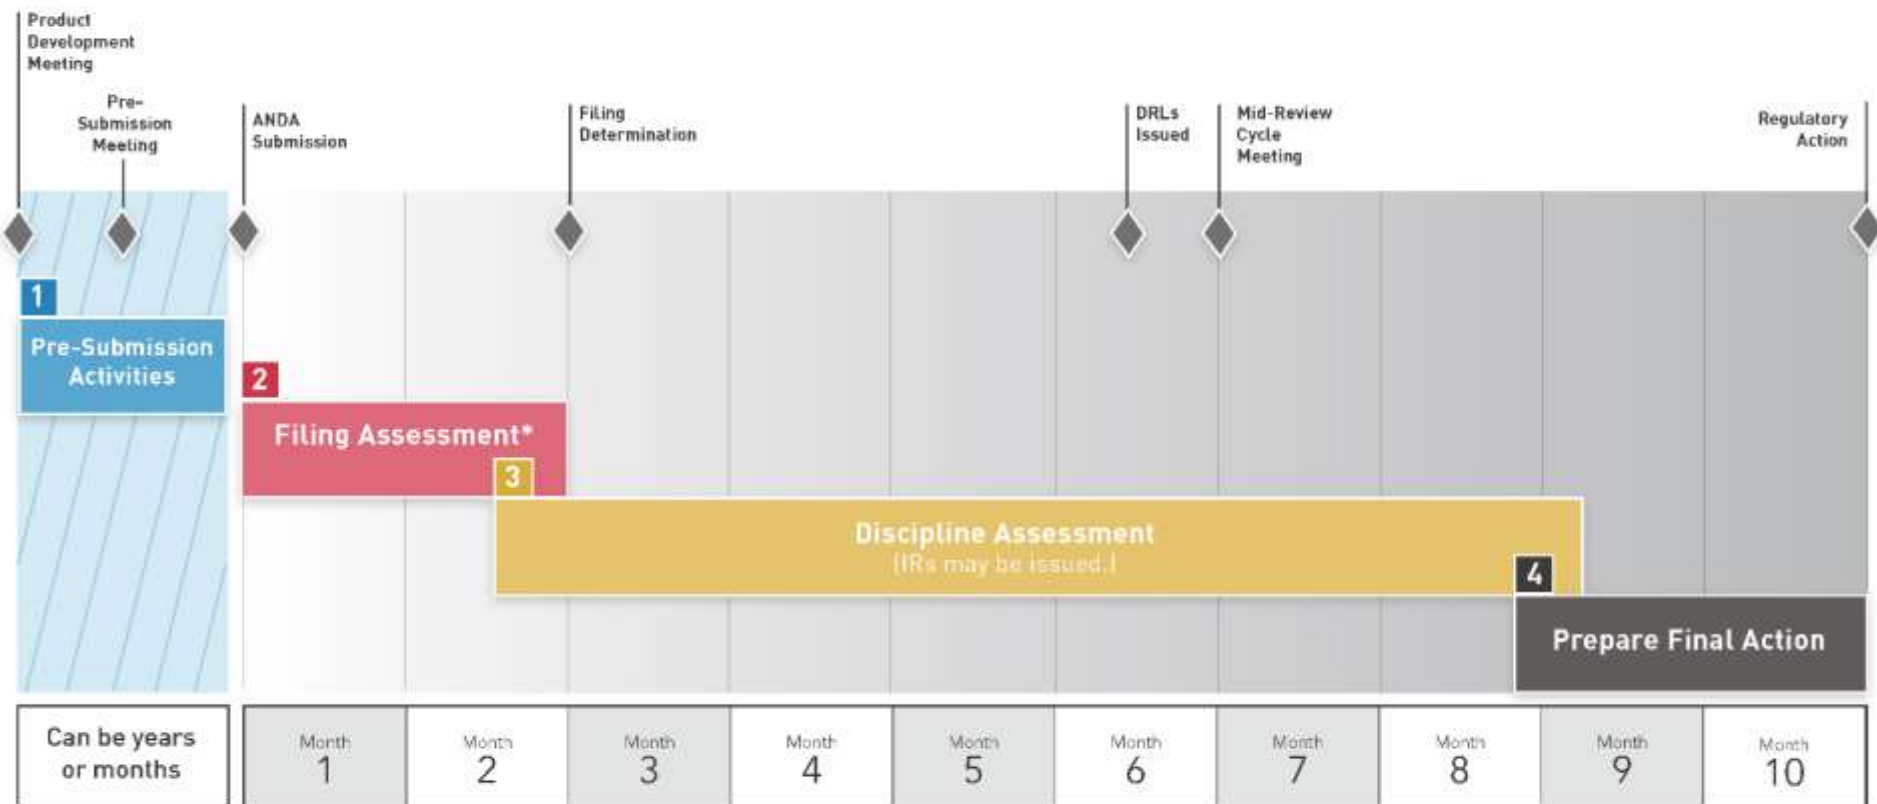 Product
Development
Meeting
Pre-
Submission
Meeting
ANDA
Submission
Filing
Determination
DRLs
Issued
Mid-Review
Cycle
Meeting
Regulatory
Action
1
Pre-Submission
Activities
2
Filing Assessment*
3
Discipline Assessment
(IRs may be issued.)
4
Prepare Final Action
Can be years
or months
Month
1
Month
2
Month
3
Month
4
Month
5
Month
6
Month
7
Month
8
Month
9
Month
10